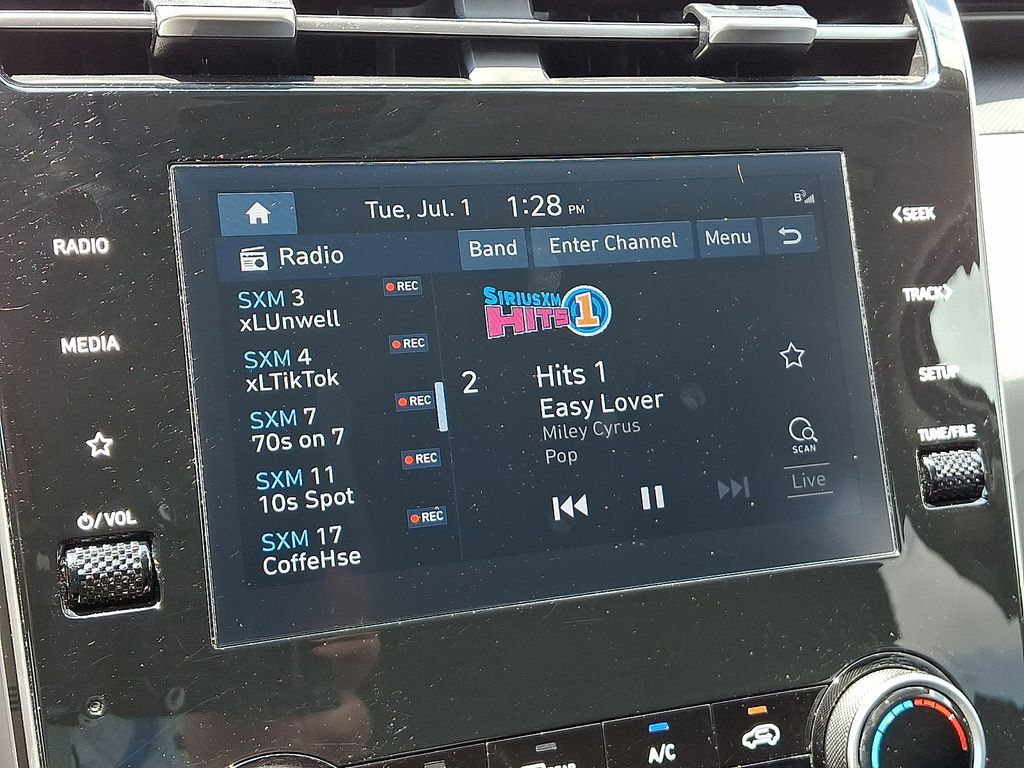 Tue, Jul. 1 1:28 PM
B
RADIO
Radio
Band
Enter Channel
Menu
<SEEK
SXM 3
REC
xLUnwell
SIRIUSXM
HITS 1
TRACK>
MEDIA
SXM 4
REC
xLTikTok
2
Hits 1
Easy Lover
Miley Cyrus
Pop
SETUP
SXM 7
REC
70s on 7
SCAN
TUNE/FILE
SXM 11
REC
10s Spot
Live
/VOL
SXM 17
REC
CoffeHse
A/C
REAR